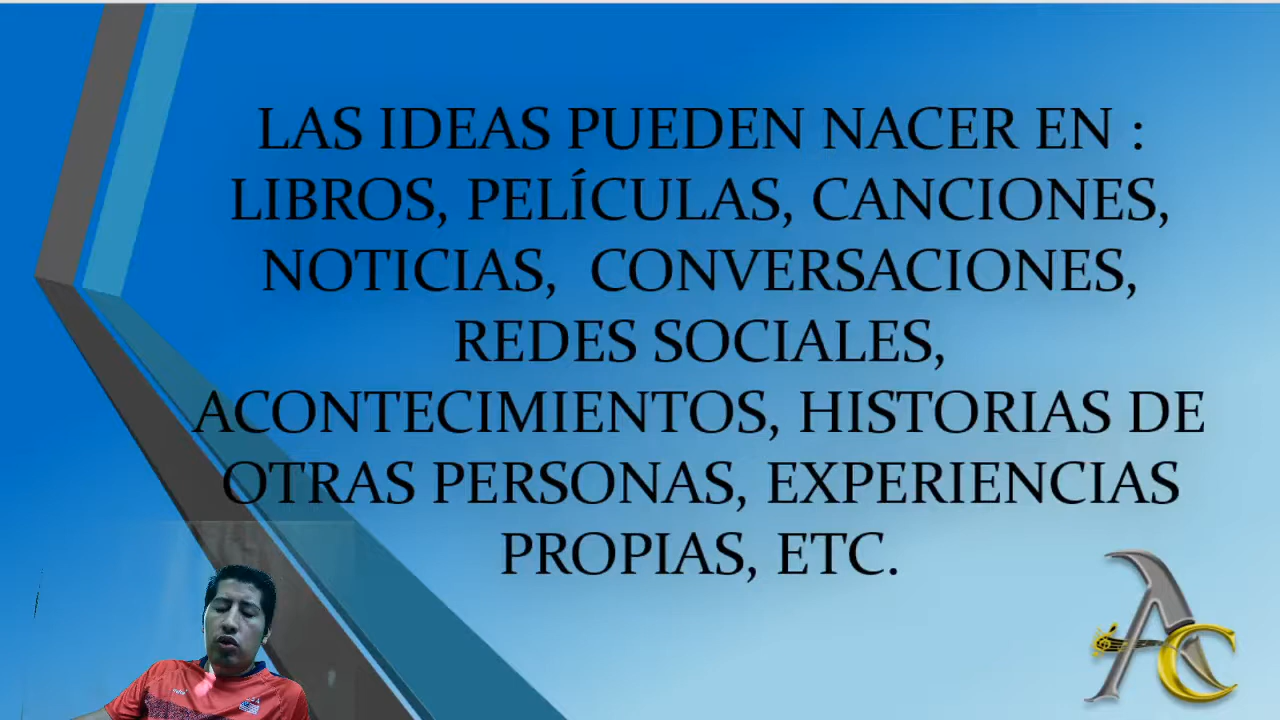 LAS IDEAS PUEDEN NACER EN :
LIBROS, PELÍCULAS, CANCIONES,
NOTICIAS, CONVERSACIONES,
REDES SOCIALES,
ACONTECIMIENTOS, HISTORIAS DE
OTRAS PERSONAS, EXPERIENCIAS
PROPIAS, ETC.
AC